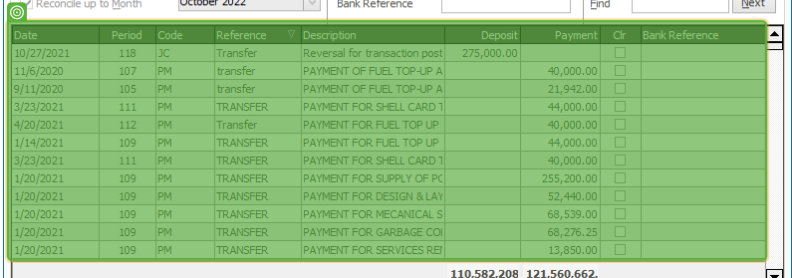 Reconcile up to Month October 2022 Bank Reference Find Next
Date Period Code Reference Description Deposit Payment Clr Bank Reference
10/27/2021 118 JC Transfer Reversal for transaction post 275,000.00
11/6/2020 107 PM transfer PAYMENT OF FUEL TOP-UP A 40,000.00
9/11/2020 105 PM transfer PAYMENT OF FUEL TOP-UP A 21,942.00
3/23/2021 111 PM TRANSFER PAYMENT FOR SHELL CARD T 44,000.00
4/20/2021 112 PM Transfer PAYMENT FOR FUEL TOP UP 40,000.00
1/14/2021 109 PM TRANSFER PAYMENT FOR FUEL TOP UP 44,000.00
3/23/2021 111 PM TRANSFER PAYMENT FOR SHELL CARD T 40,000.00
1/20/2021 109 PM TRANSFER PAYMENT FOR SUPPLY OF PC 255,200.00
1/20/2021 109 PM TRANSFER PAYMENT FOR DESIGN & LAY 52,440.00
1/20/2021 109 PM TRANSFER PAYMENT FOR MECANICAL S 68,539.00
1/20/2021 109 PM TRANSFER PAYMENT FOR GARBAGE COL 68,276.25
1/20/2021 109 PM TRANSFER PAYMENT FOR SERVICES REN 13,850.00
110,582,208 121,560,662.